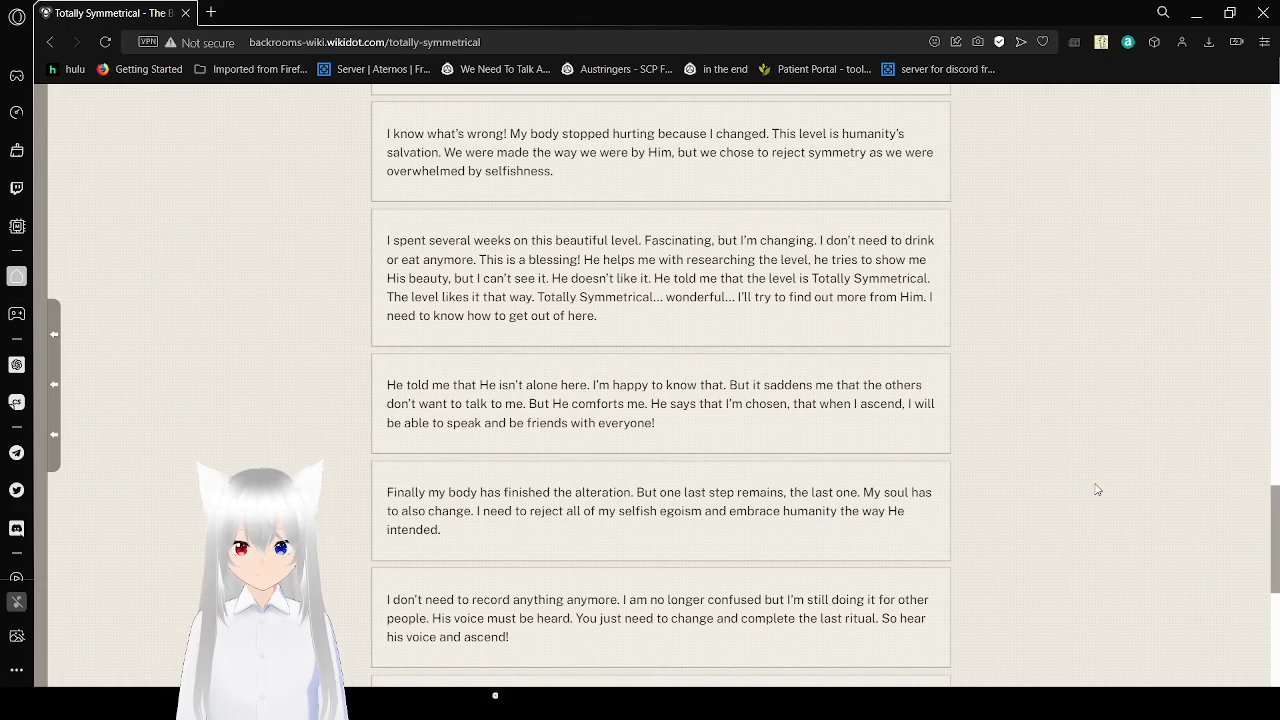 Totally Symmetrical - The B
VPN
Not secure
backrooms-wiki.wikidot.com/totally-symmetrical
hulu
Getting Started
Imported from Firef...
Server | Aternos | Fr...
We Need To Talk A...
Austringers - SCP F...
in the end
Patient Portal - tool...
server for discord fr...
I know what's wrong! My body stopped hurting because I changed. This level is humanity's
salvation. We were made the way we were by Him, but we chose to reject symmetry as we were
overwhelmed by selfishness.
I spent several weeks on this beautiful level. Fascinating, but I'm changing. I don't need to drink
or eat anymore. This is a blessing! He helps me with researching the level, he tries to show me
His beauty, but I can't see it. He doesn't like it. He told me that the level is Totally Symmetrical.
The level likes it that way. Totally Symmetrical... wonderful... I'll try to find out more from Him. I
need to know how to get out of here.
He told me that He isn't alone here. I'm happy to know that. But it saddens me that the others
don't want to talk to me. But He comforts me. He says that I'm chosen, that when I ascend, I will
be able to speak and be friends with everyone!
Finally my body has finished the alteration. But one last step remains, the last one. My soul has
to also change. I need to reject all of my selfish egoism and embrace humanity the way He
intended.
I don't need to record anything anymore. I am no longer confused but I'm still doing it for other
people. His voice must be heard. You just need to change and complete the last ritual. So hear
his voice and ascend!